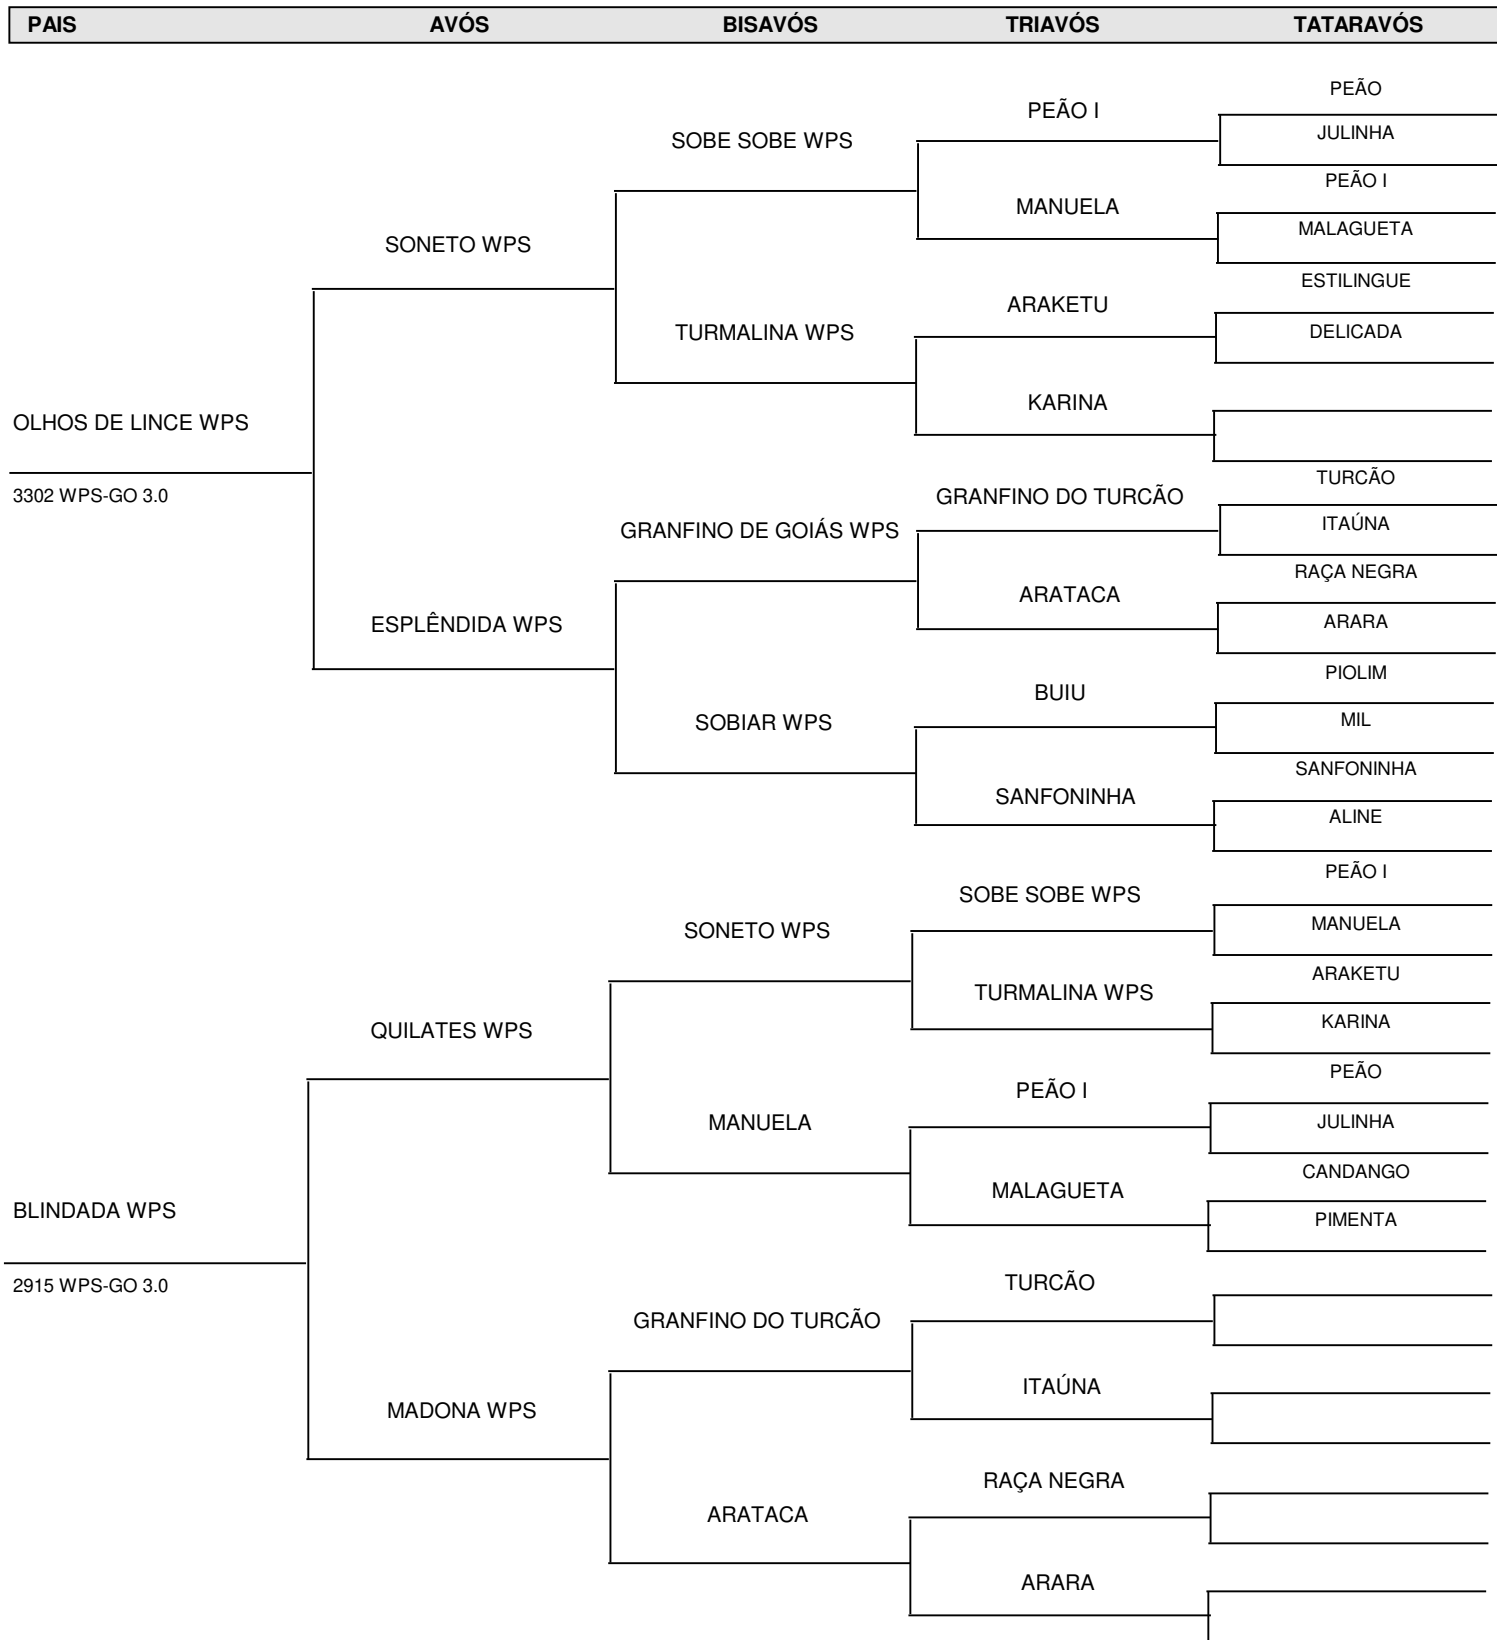 PAIS AVÓS BISAVÓS TRIAVÓS TATARAVÓS
PEÃO
PEÃO I
JULINHA
SOBE SOBE WPS
PEÃO I
MANUELA
MALAGUETA
SONETO WPS
ESTILINGUE
ARAKETU
DELICADA
TURMALINA WPS
KARINA
OLHOS DE LINCE WPS
TURCÃO
3302 WPS-GO 3.0
GRANFINO DO TURCÃO
ITAÚNA
GRANFINO DE GOIÁS WPS
RAÇA NEGRA
ARATACA
ARARA
ESPLÊNDIDA WPS
PIOLIM
BUIU
MIL
SOBIAR WPS
SANFONINHA
SANFONINHA
ALINE
PEÃO I
SOBE SOBE WPS
MANUELA
SONETO WPS
ARAKETU
TURMALINA WPS
KARINA
QUILATES WPS
PEÃO
PEÃO I
JULINHA
MANUELA
CANDANGO
MALAGUETA
BLINDADA WPS
PIMENTA
2915 WPS-GO 3.0
TURCÃO
GRANFINO DO TURCÃO
ITAÚNA
MADONA WPS
RAÇA NEGRA
ARATACA
ARARA